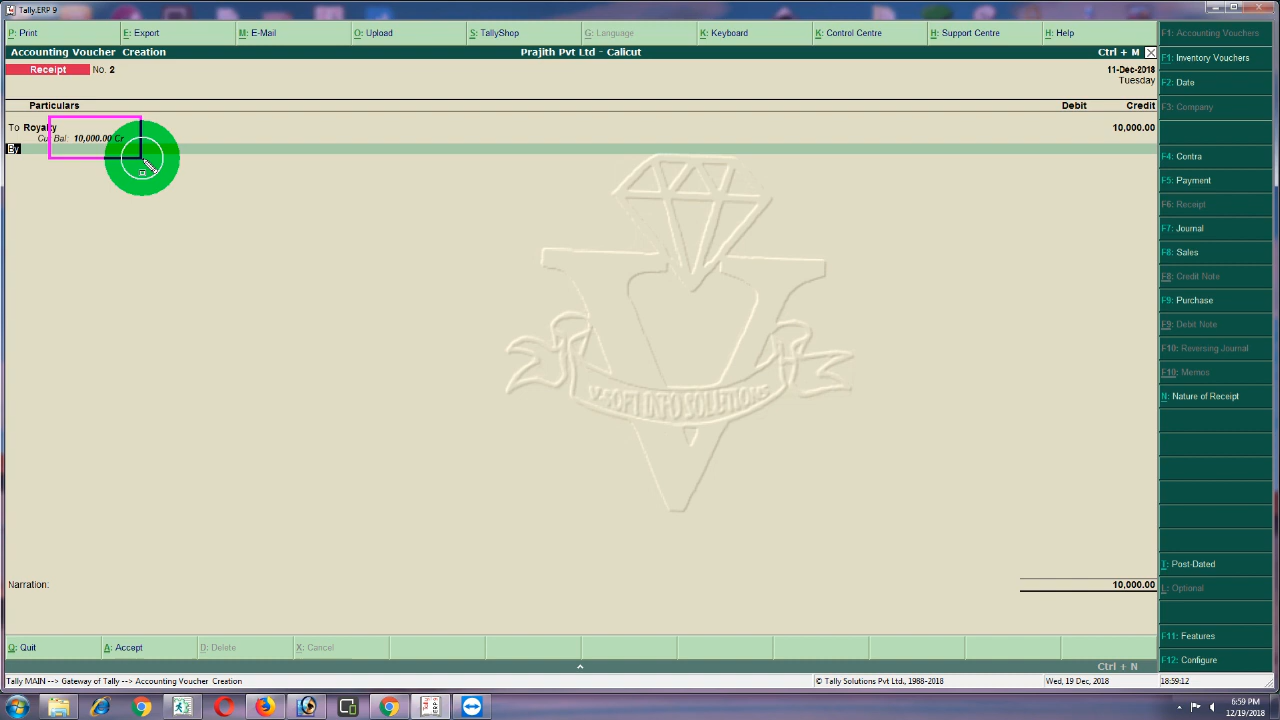 Tally.ERP 9
P: Print E: Export M: E-Mail O: Upload S: TallyShop G: Language K: Keyboard K: Control Centre H: Support Centre H: Help
Accounting Voucher Creation Prajith Pvt Ltd - Calicut Ctrl + M
Receipt No. 2 11-Dec-2018
Tuesday
Particulars Debit Credit
To Royalty 10,000.00
Cur Bal: 10,000.00 Cr
By
V-SOFT INFO SOLUTIONS
Narration: 10,000.00
F1: Accounting Vouchers
F1: Inventory Vouchers
F2: Date
F3: Company
F4: Contra
F5: Payment
F6: Receipt
F7: Journal
F8: Sales
F8: Credit Note
F9: Purchase
F9: Debit Note
F10: Reversing Journal
F10: Memos
N: Nature of Receipt
T: Post-Dated
L: Optional
F11: Features
F12: Configure
Q: Quit A: Accept D: Delete X: Cancel
Ctrl + N
Tally MAIN --> Gateway of Tally --> Accounting Voucher Creation © Tally Solutions Pvt Ltd., 1988-2018 Wed, 19 Dec, 2018 18:59:12
6:59 PM
12/19/2018